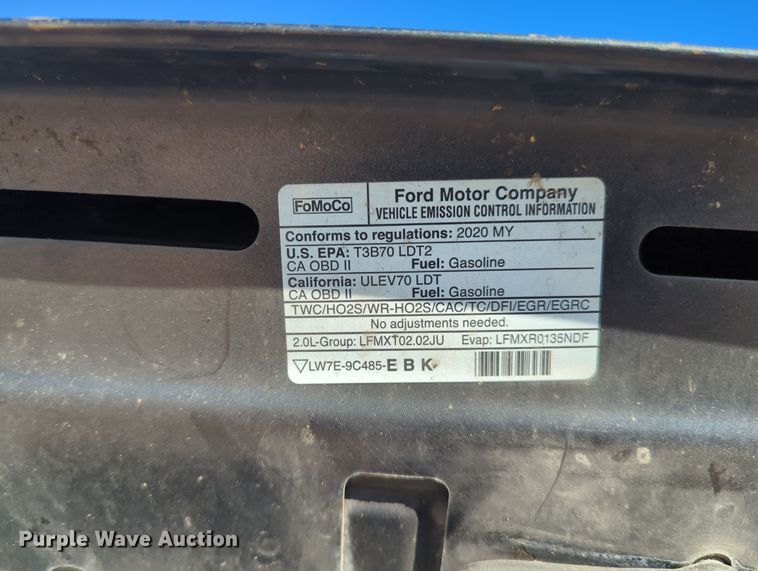 FoMoCo
Ford Motor Company
VEHICLE EMISSION CONTROL INFORMATION
Conforms to regulations: 2020 MY
U.S. EPA: T3B70 LDT2
CA OBD II Fuel: Gasoline
California: ULEV70 LDT
CA OBD II Fuel: Gasoline
TWC/HO2S/WR-HO2S/CAC/TC/DFI/EGR/EGRC
No adjustments needed.
2.0L-Group: LFMXT02.02JU Evap: LFMXR0135NDF
LW7E-9C485-E B K
Purple Wave Auction